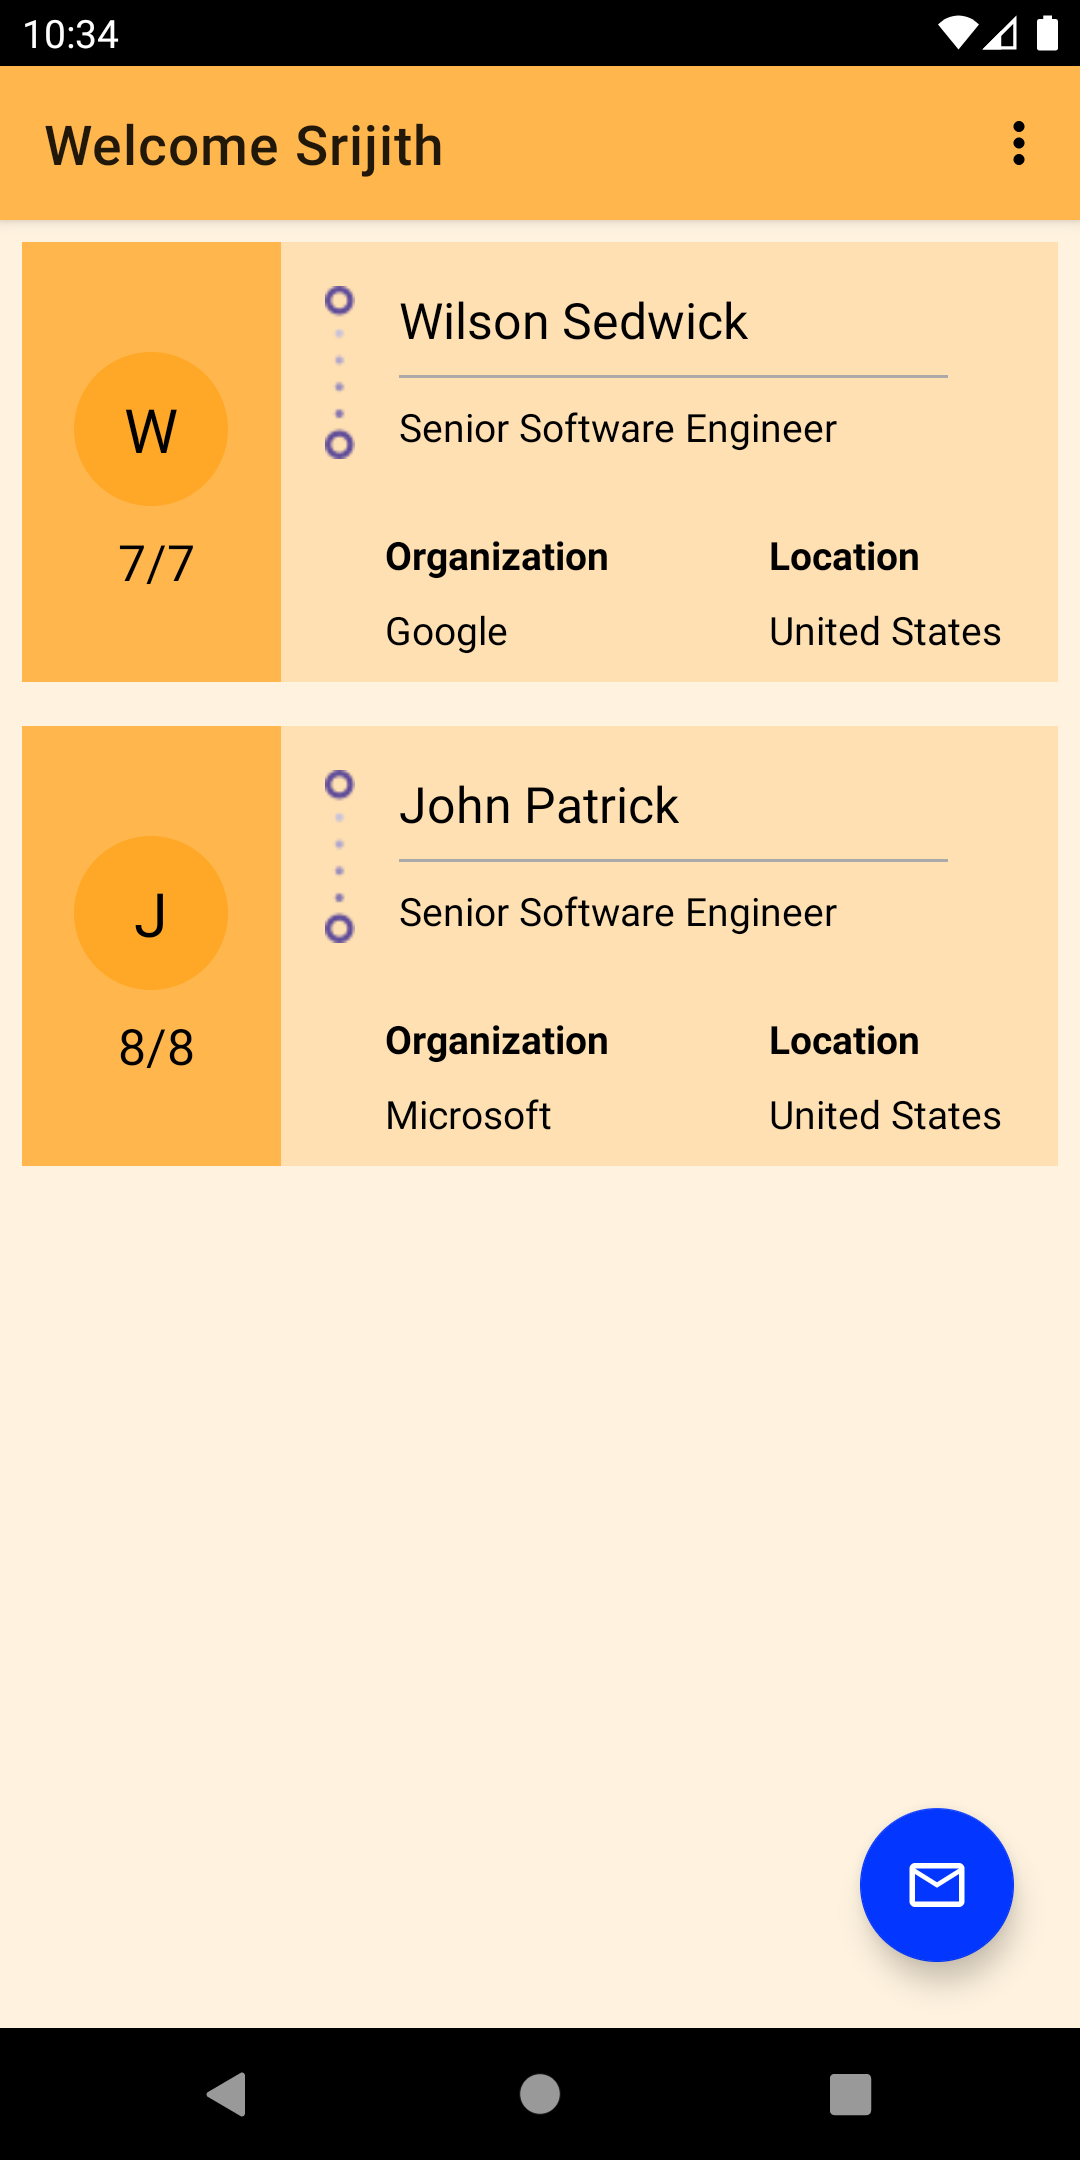 10:34
Welcome Srijith
W
7/7
Wilson Sedwick
Senior Software Engineer
Organization Location
Google United States
J
8/8
John Patrick
Senior Software Engineer
Organization Location
Microsoft United States